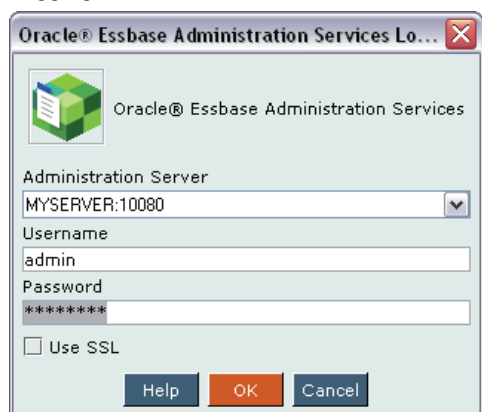 Oracle® Essbase Administration Services Lo...
Oracle® Essbase Administration Services
Administration Server
MYSERVER:10080
Username
admin
Password
********
Use SSL
Help OK Cancel